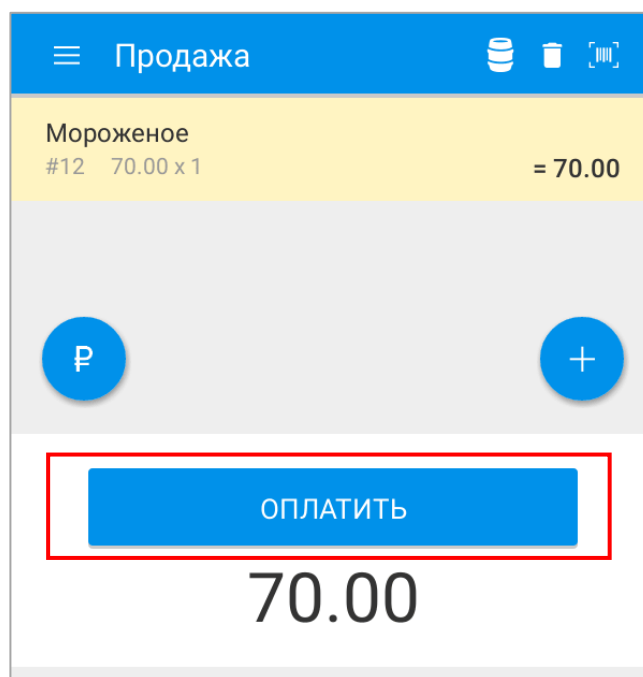 Продажа
Мороженое
#12 70.00 x 1 = 70.00
₽
ОПЛАТИТЬ
70.00